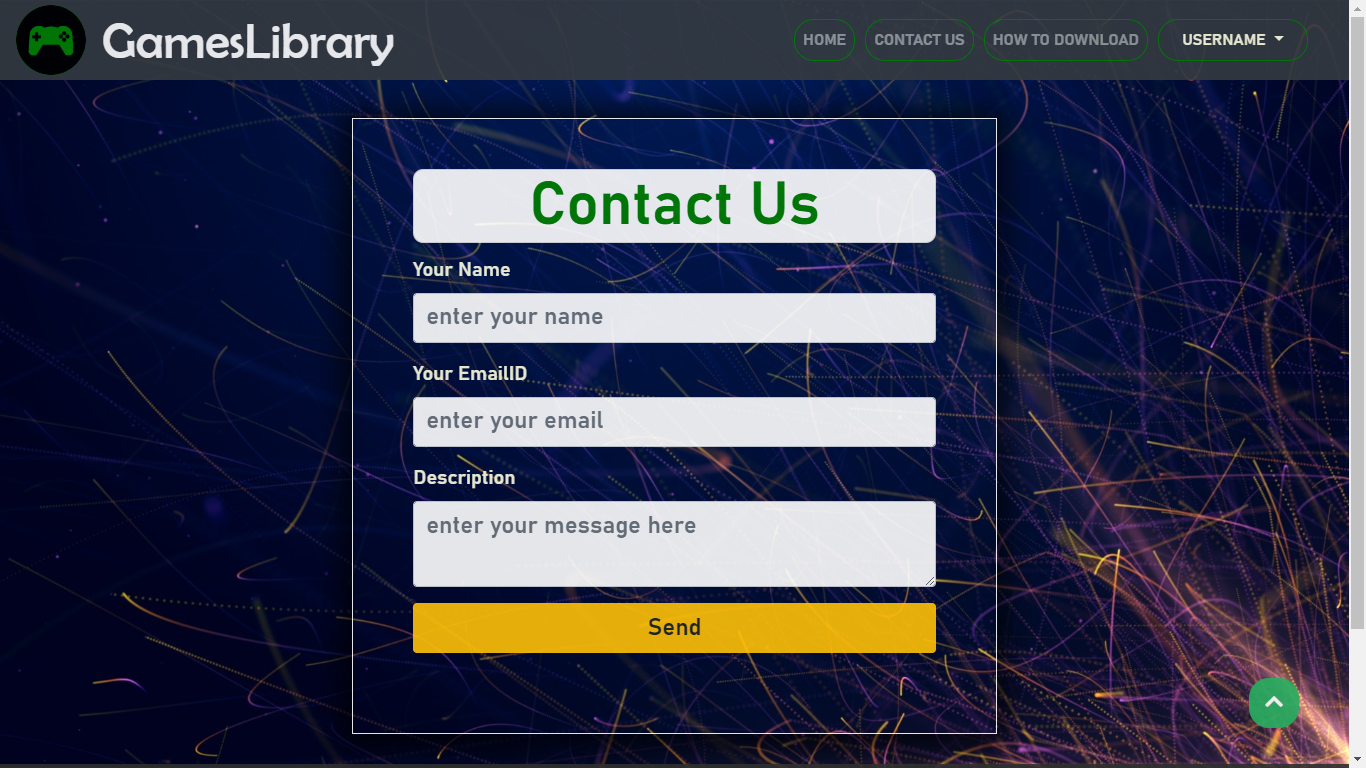 GamesLibrary
HOME
CONTACT US
HOW TO DOWNLOAD
USERNAME
Contact Us
Your Name
enter your name
Your EmailID
enter your email
Description
enter your message here
Send